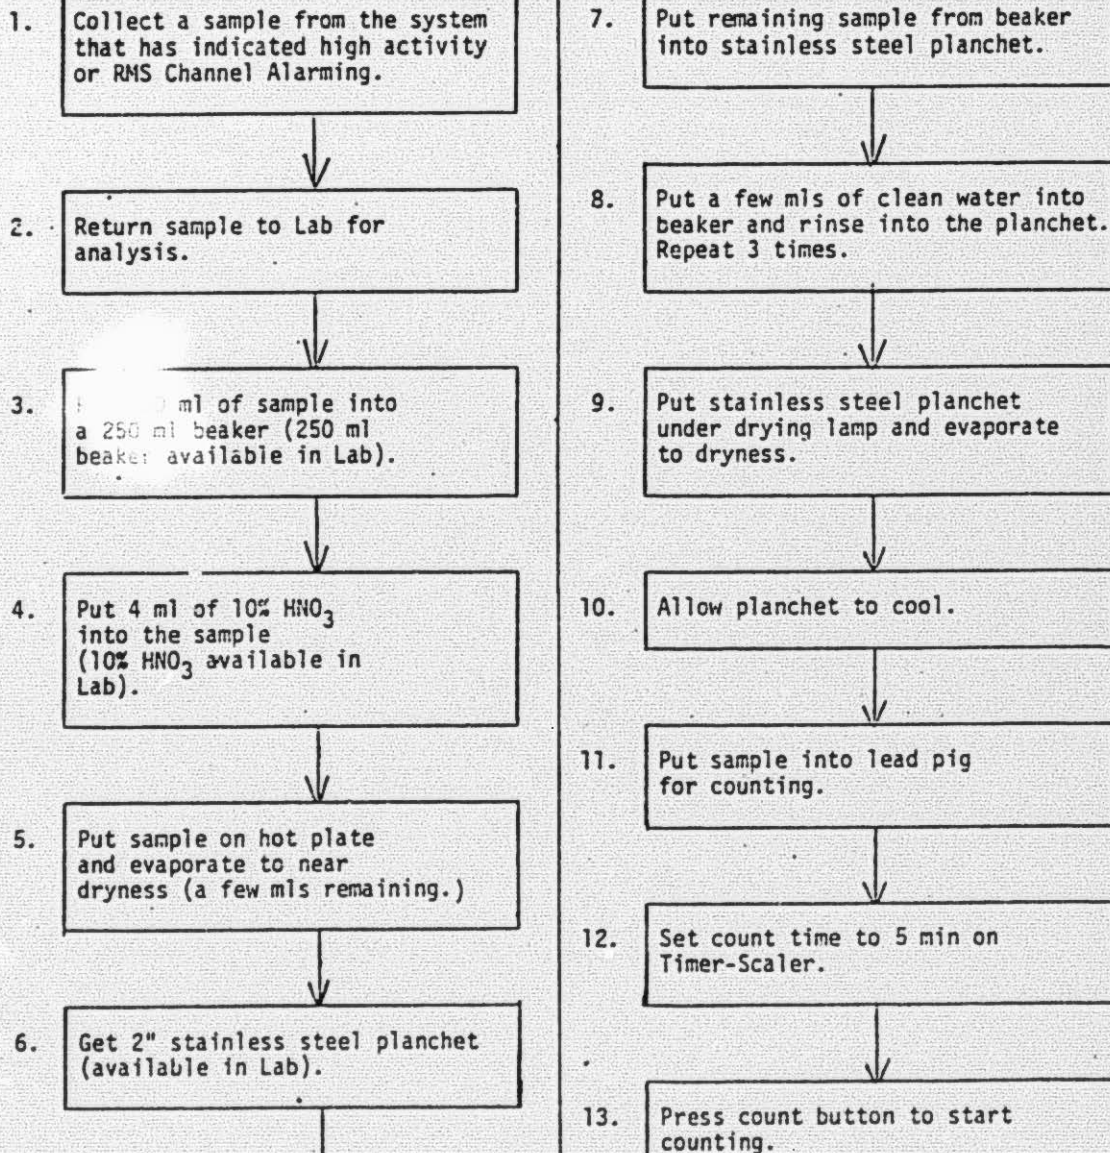 1. Collect a sample from the system
that has indicated high activity
or RMS Channel Alarming.
2. Return sample to Lab for
analysis.
3. ml of sample into
a 250 ml beaker (250 ml
beaker available in Lab).
4. Put 4 ml of 10% HNO3
into the sample
(10% HNO3 available in
Lab).
5. Put sample on hot plate
and evaporate to near
dryness (a few mls remaining.)
6. Get 2" stainless steel planchet
(available in Lab).
7. Put remaining sample from beaker
into stainless steel planchet.
8. Put a few mls of clean water into
beaker and rinse into the planchet.
Repeat 3 times.
9. Put stainless steel planchet
under drying lamp and evaporate
to dryness.
10. Allow planchet to cool.
11. Put sample into lead pig
for counting.
12. Set count time to 5 min on
Timer-Scaler.
13. Press count button to start
counting.